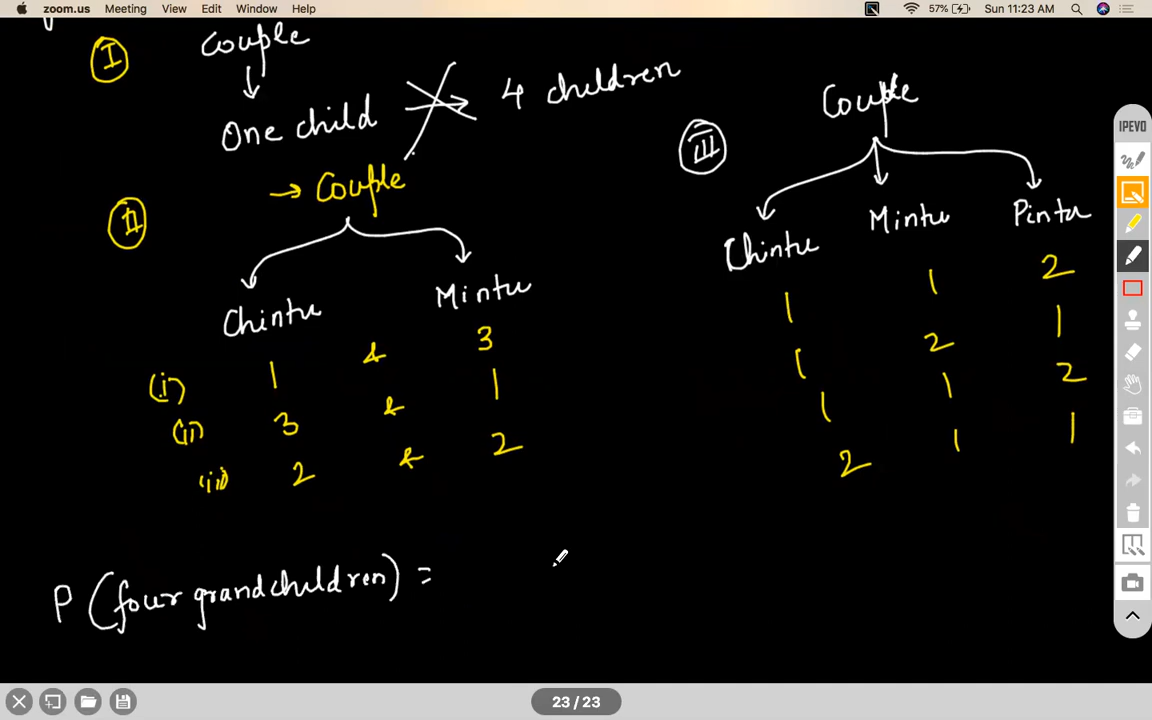 zoom.us Meeting View Edit Window Help 57% Sun 11:23 AM
I
Couple
One child 4 children
II
→ Couple
Chintu Mintu
(i) 1 & 3
(ii) 3 & 1
(iii) 2 & 2
III
Couple
Chintu Mintu Pintu
1 1 2
1 2 1
1 1 2
2 1 1
P (four grandchildren) =
IPEVO
23 / 23